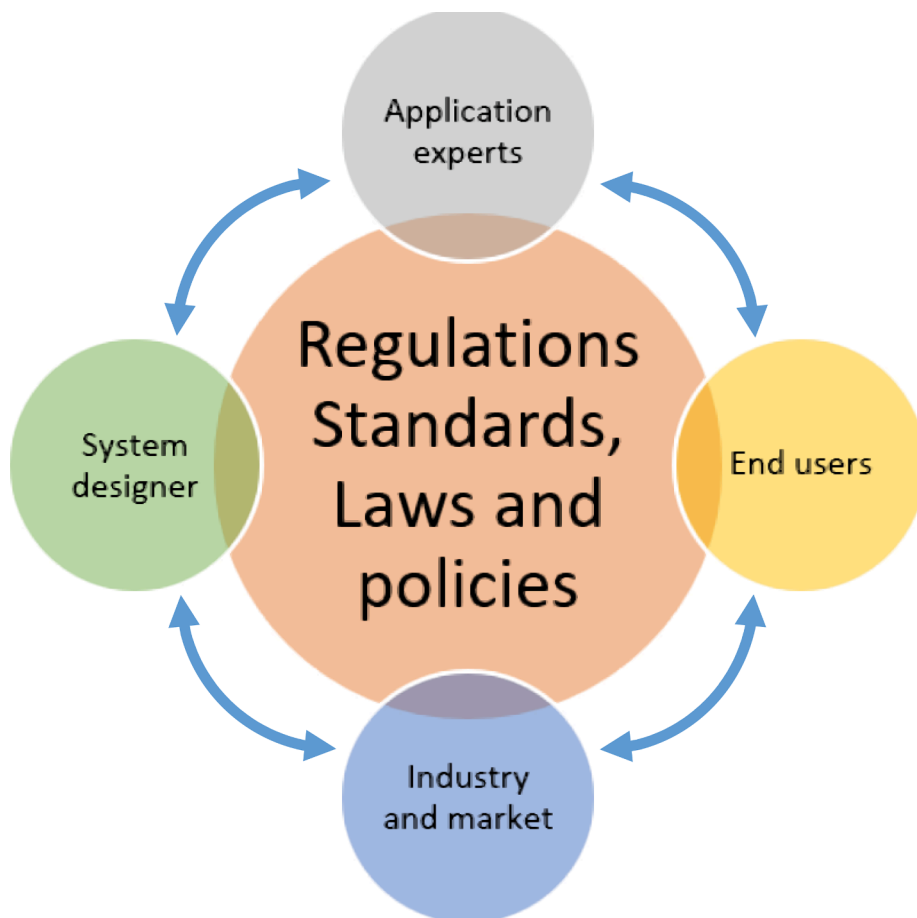 Application
experts
Regulations
Standards,
Laws and
policies
System
designer
End users
Industry
and market